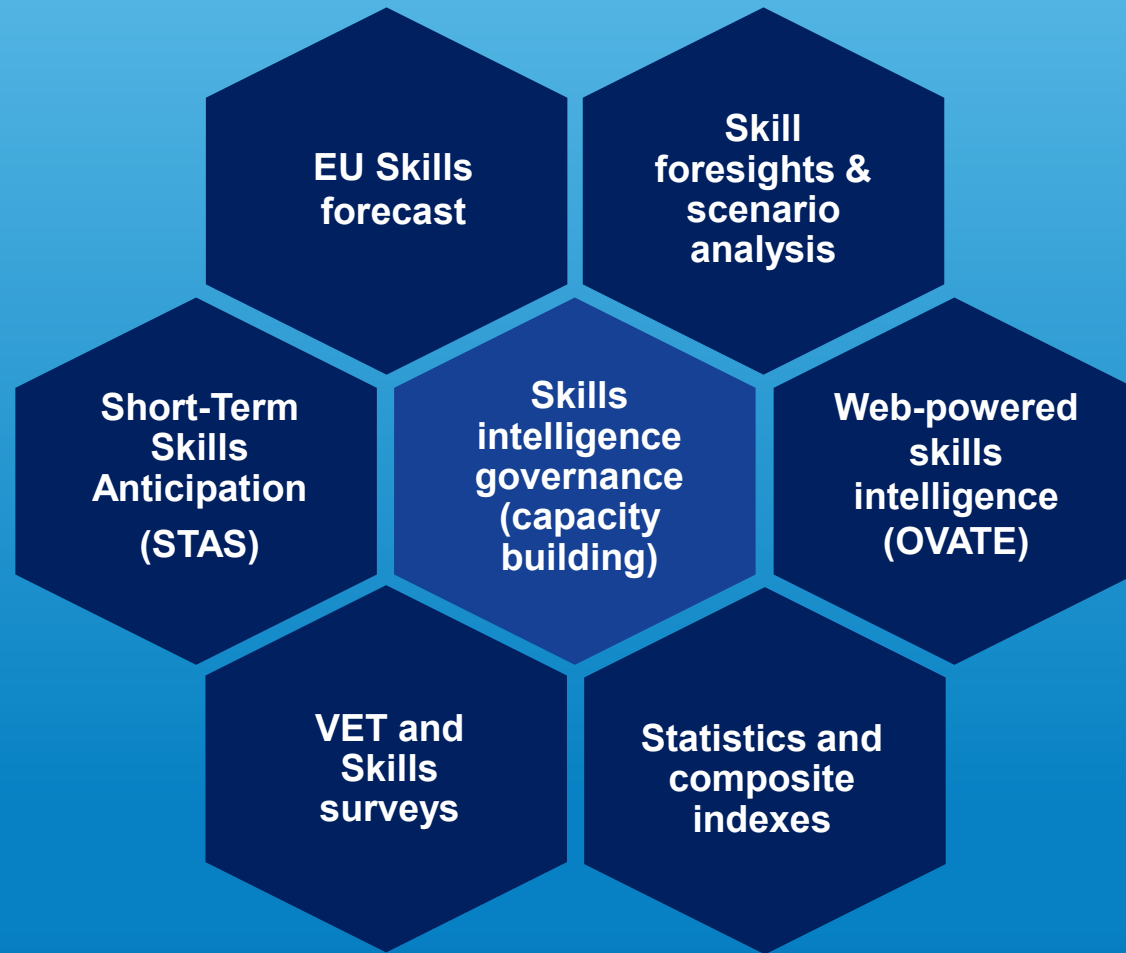 EU Skills
forecast
Skill
foresights &
scenario
analysis
Short-Term
Skills
Anticipation
(STAS)
Skills
intelligence
governance
(capacity
building)
Web-powered
skills
intelligence
(OVATE)
VET and
Skills
surveys
Statistics and
composite
indexes